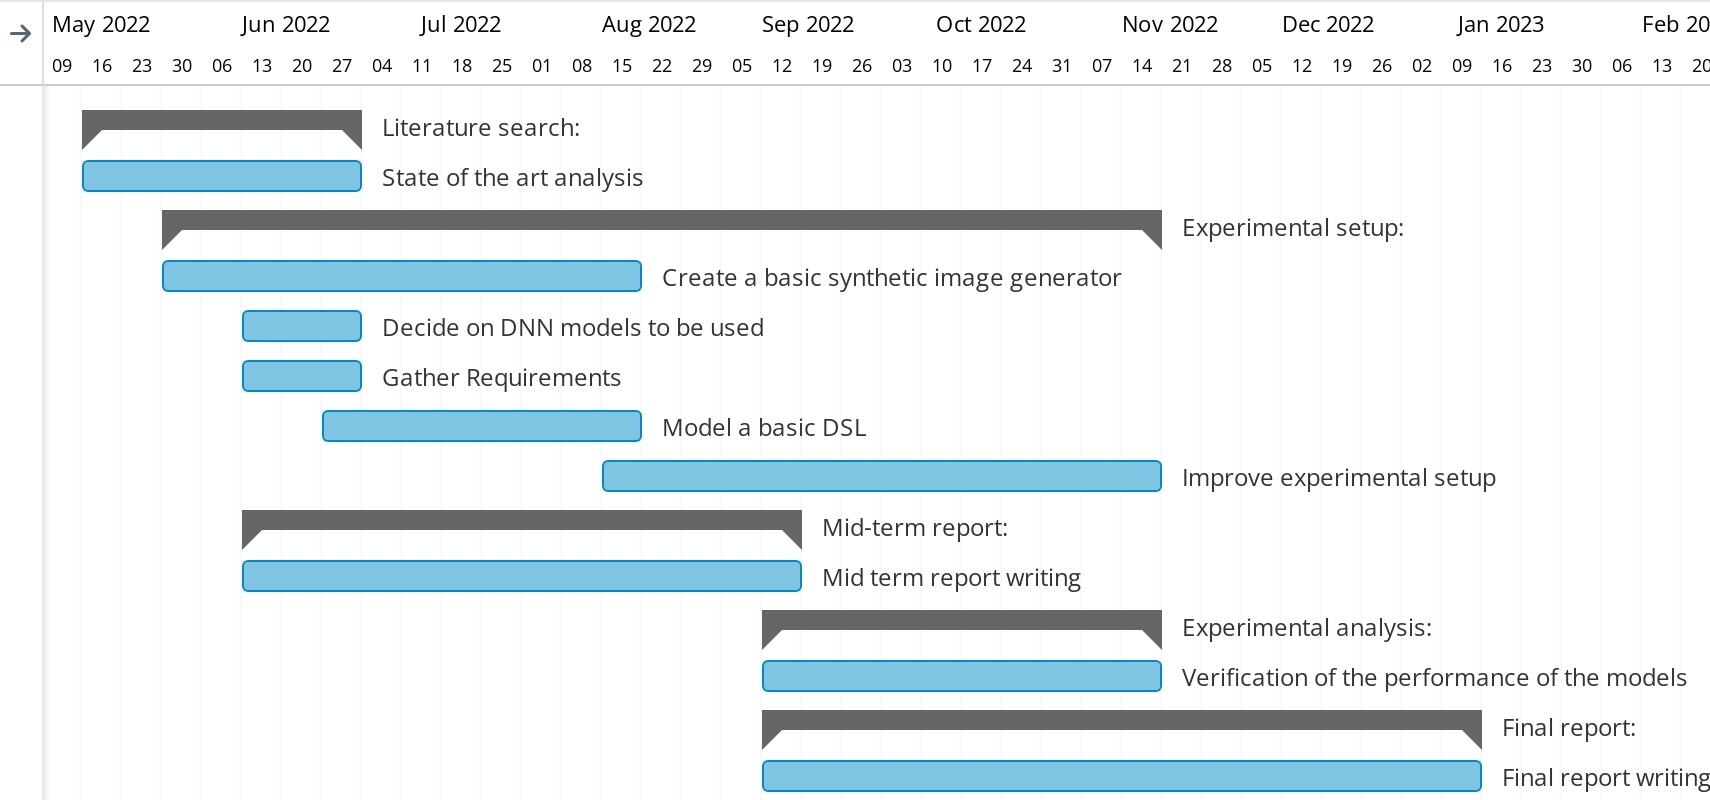 May 2022 Jun 2022 Jul 2022 Aug 2022 Sep 2022 Oct 2022 Nov 2022 Dec 2022 Jan 2023 Feb 20
09 16 23 30 06 13 20 27 04 11 18 25 01 08 15 22 29 05 12 19 26 03 10 17 24 31 07 14 21 28 05 12 19 26 02 09 16 23 30 06 13 20
Literature search:
State of the art analysis
Experimental setup:
Create a basic synthetic image generator
Decide on DNN models to be used
Gather Requirements
Model a basic DSL
Improve experimental setup
Mid-term report:
Mid term report writing
Experimental analysis:
Verification of the performance of the models
Final report:
Final report writing